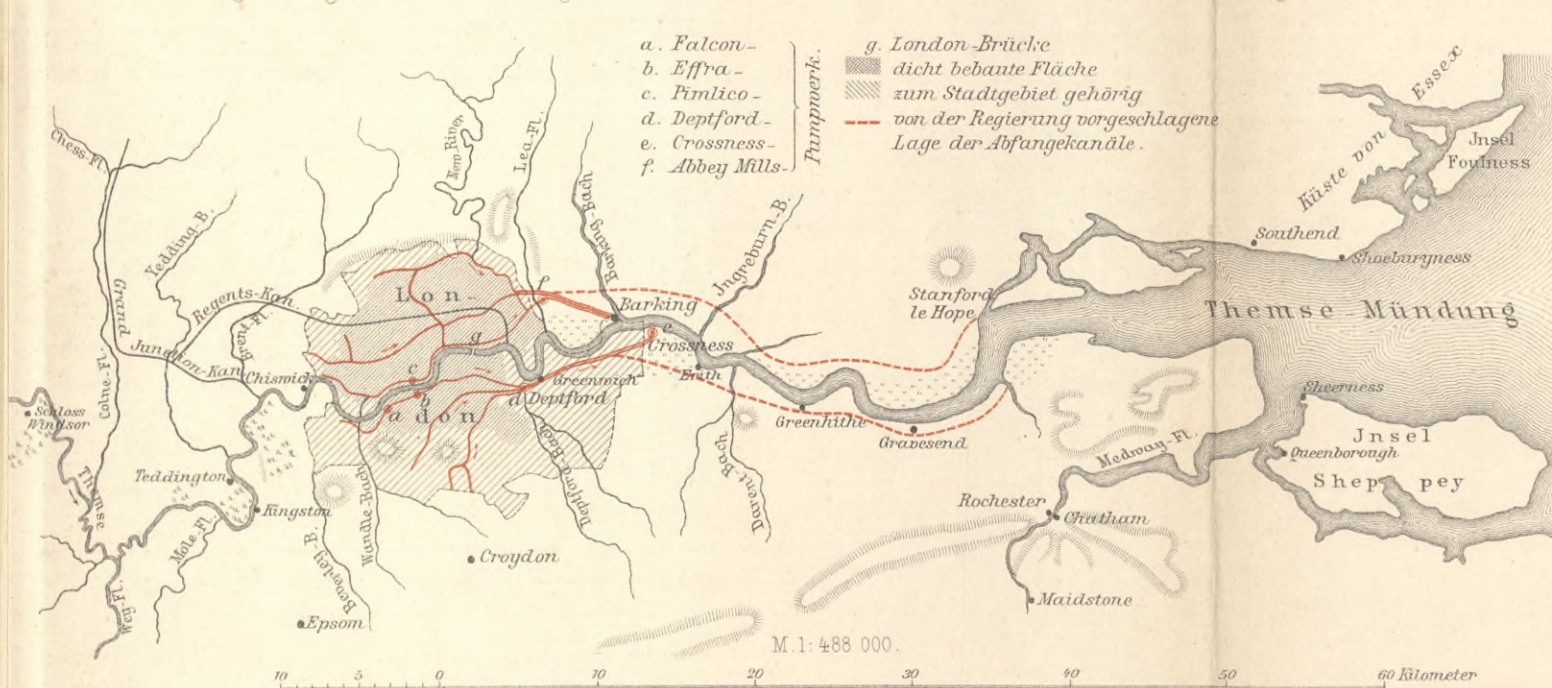 a. Falcon-
b. Effra-
c. Pimlico-
d. Deptford-
e. Crossness-
f. Abbey Mills-
Pumpwerk.
g. London-Brücke
dicht bebaute Fläche
zum Stadtgebiet gehörig
von der Regierung vorgeschlagene
Lage der Abfangekanäle.
Küste von Essex
Jnsel
Foulness
Chess-Fl.
New River
Lea-Fl.
Barking-Bach
Jngreburn-B.
Yedding-B.
Southend
Shoeburyness
Grand
Junction-Kan.
Regents-Kan.
Brent-Fl.
Lon-
don
f
g
c
b
a
d
e
Barking
Crossness
Stanford
le Hope
Themse-Mündung
Chiswick
Greenwich
Deptford
Erith
Colne-Fl.
Schloss
Windsor
Greenhithe
Gravesend
Sheerness
Jnsel
Sheppey
Queenborough
Medway-Fl.
Teddington
Kingston
Mole-Fl.
Wey-Fl.
Beverley-B.
Wandle-Bach
Deptford-Bach
Darent-Bach
Rochester
Chatham
Croydon
Epsom
Maidstone
M. 1: 488 000.
10 5 0 10 20 30 40 50 60 Kilometer